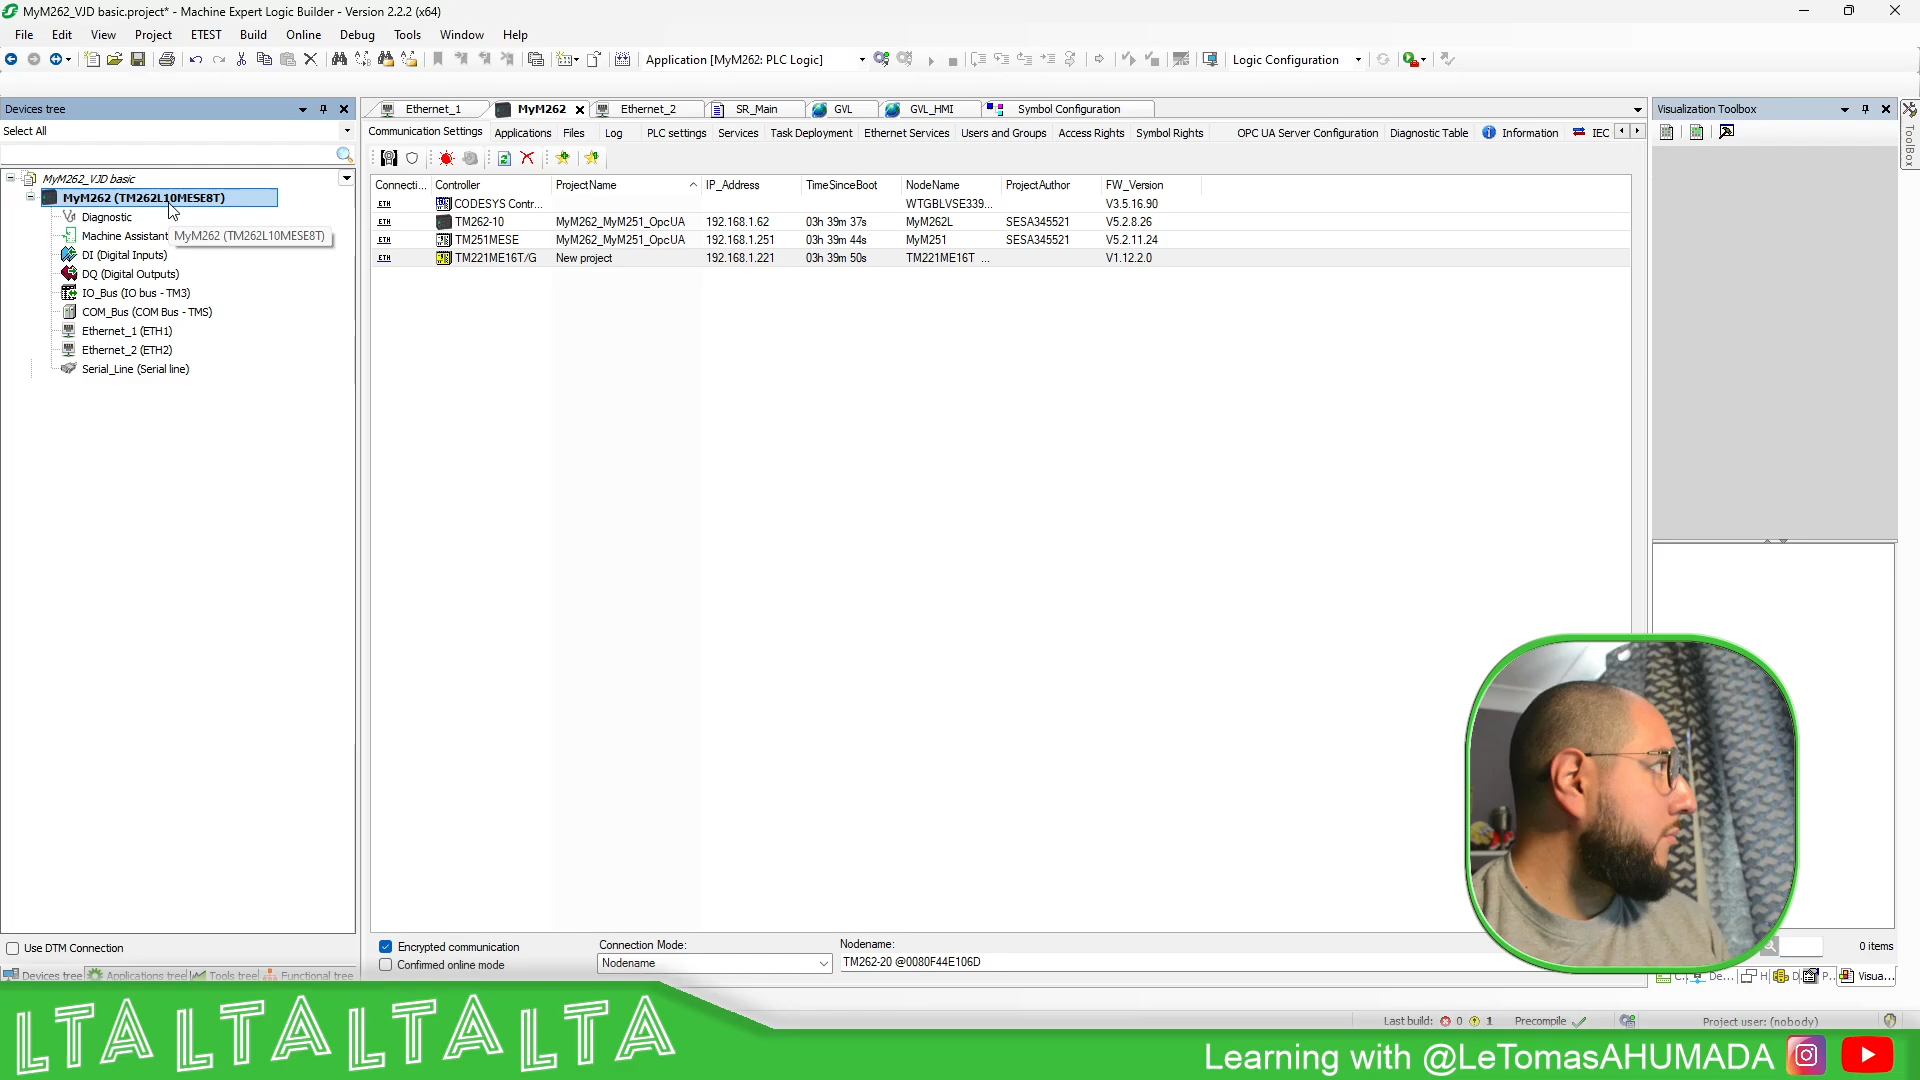 MyM262_VJD basic.project* - Machine Expert Logic Builder - Version 2.2.2 (x64)
File Edit View Project ETEST Build Online Debug Tools Window Help
Application [MyM262: PLC Logic]
Logic Configuration
Devices tree
Select All
MyM262_VJD basic
MyM262 (TM262L10MESE8T)
Diagnostic
Machine Assistant
MyM262 (TM262L10MESE8T)
DI (Digital Inputs)
DQ (Digital Outputs)
IO_Bus (IO bus - TM3)
COM_Bus (COM Bus - TMS)
Ethernet_1 (ETH1)
Ethernet_2 (ETH2)
Serial_Line (Serial line)
Use DTM Connection
Devices tree Applications tree Tools tree Functional tree
Ethernet_1 MyM262 Ethernet_2 SR_Main GVL GVL_HMI Symbol Configuration
Communication Settings Applications Files Log PLC settings Services Task Deployment Ethernet Services Users and Groups Access Rights Symbol Rights OPC UA Server Configuration Diagnostic Table Information IEC
Connecti... Controller ProjectName IP_Address TimeSinceBoot NodeName ProjectAuthor FW_Version
ETH CODESYS Contr... WTGBLVSE339... V3.5.16.90
ETH TM262-10 MyM262_MyM251_OpcUA 192.168.1.62 03h 39m 37s MyM262L SESA345521 V5.2.8.26
ETH TM251MESE MyM262_MyM251_OpcUA 192.168.1.251 03h 39m 44s MyM251 SESA345521 V5.2.11.24
ETH TM221ME16T/G New project 192.168.1.221 03h 39m 50s TM221ME16T ... V1.12.2.0
Encrypted communication
Confirmed online mode
Connection Mode:
Nodename
Nodename:
TM262-20 @0080F44E106D
Visualization Toolbox
ToolBox
0 items
De... H D P... Visua...
Last build: 0 1 Precompile Project user: (nobody)
LTALTALTALTA
Learning with @LeTomasAHUMADA